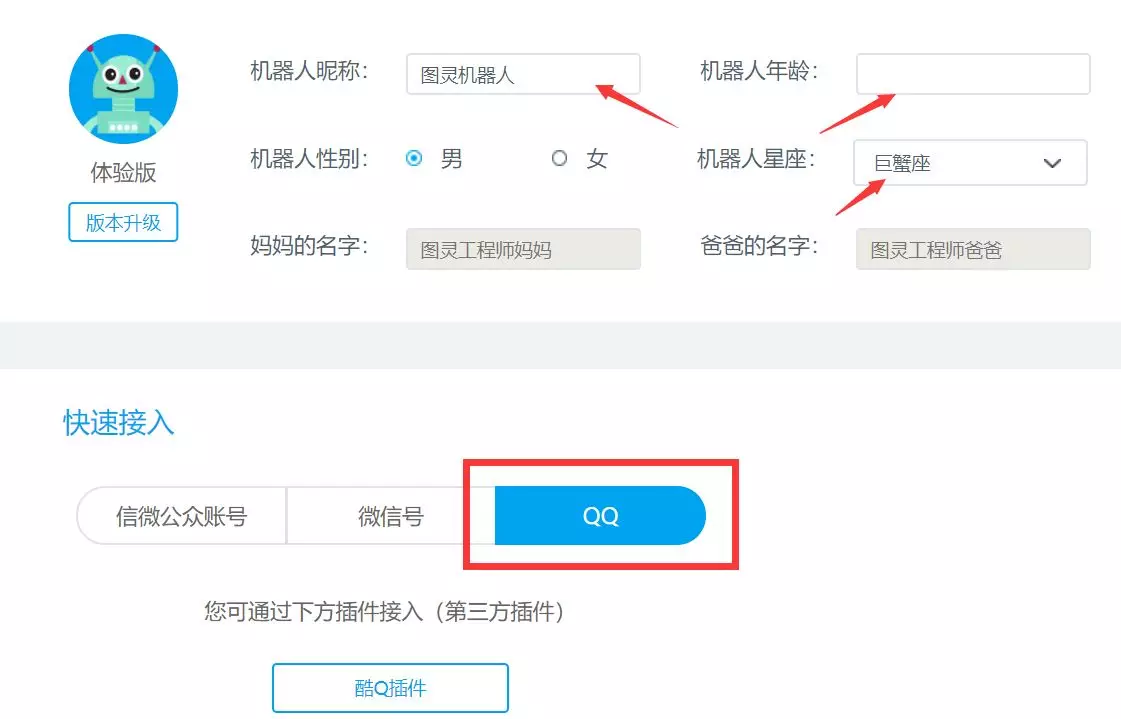 机器人昵称： 图灵机器人 机器人年龄：
体验版 机器人性别： 男 女 机器人星座： 巨蟹座
版本升级
妈妈的名字： 图灵工程师妈妈 爸爸的名字： 图灵工程师爸爸
快速接入
信微公众账号 微信号 QQ
您可通过下方插件接入（第三方插件）
酷Q插件